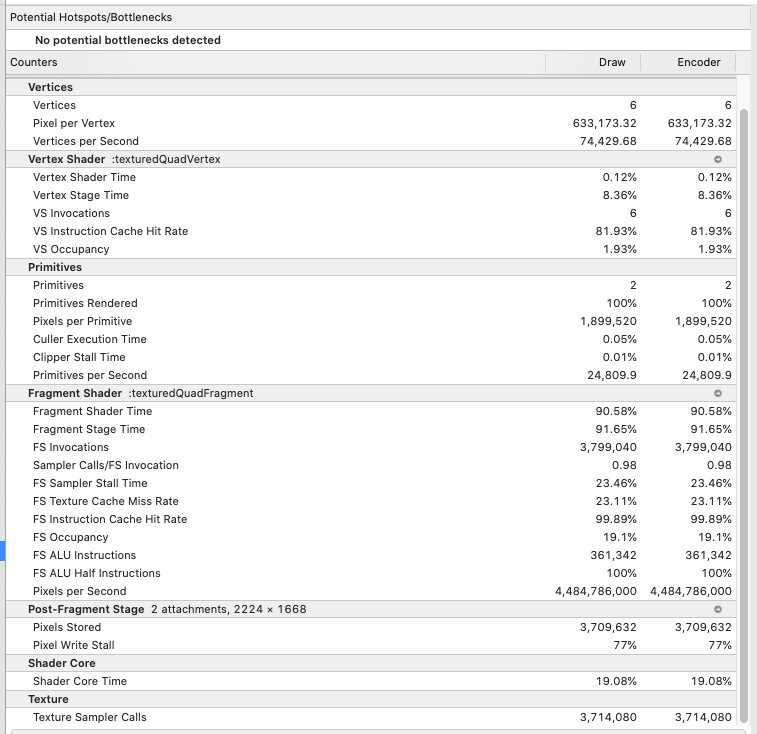 Potential Hotspots/Bottlenecks
No potential bottlenecks detected
Counters Draw Encoder
Vertices
Vertices 6 6
Pixel per Vertex 633,173.32 633,173.32
Vertices per Second 74,429.68 74,429.68
Vertex Shader :texturedQuadVertex
Vertex Shader Time 0.12% 0.12%
Vertex Stage Time 8.36% 8.36%
VS Invocations 6 6
VS Instruction Cache Hit Rate 81.93% 81.93%
VS Occupancy 1.93% 1.93%
Primitives
Primitives 2 2
Primitives Rendered 100% 100%
Pixels per Primitive 1,899,520 1,899,520
Culler Execution Time 0.05% 0.05%
Clipper Stall Time 0.01% 0.01%
Primitives per Second 24,809.9 24,809.9
Fragment Shader :texturedQuadFragment
Fragment Shader Time 90.58% 90.58%
Fragment Stage Time 91.65% 91.65%
FS Invocations 3,799,040 3,799,040
Sampler Calls/FS Invocation 0.98 0.98
FS Sampler Stall Time 23.46% 23.46%
FS Texture Cache Miss Rate 23.11% 23.11%
FS Instruction Cache Hit Rate 99.89% 99.89%
FS Occupancy 19.1% 19.1%
FS ALU Instructions 361,342 361,342
FS ALU Half Instructions 100% 100%
Pixels per Second 4,484,786,000 4,484,786,000
Post-Fragment Stage 2 attachments, 2224 × 1668
Pixels Stored 3,709,632 3,709,632
Pixel Write Stall 77% 77%
Shader Core
Shader Core Time 19.08% 19.08%
Texture
Texture Sampler Calls 3,714,080 3,714,080